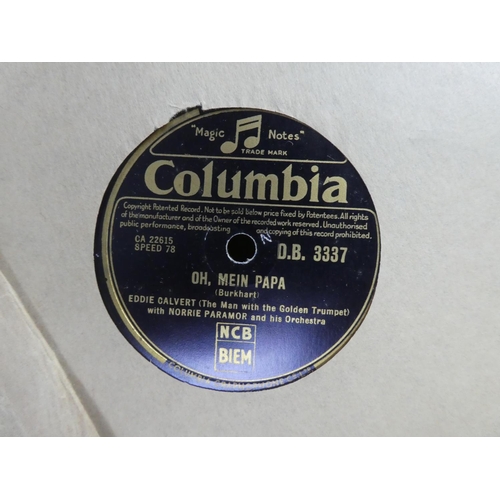 "Magic Notes"
TRADE MARK
Columbia
Copyright Patented Record. Not to be sold below price fixed by Patentees. All rights
of the manufacturer and of the Owner of the recorded work reserved. Unauthorised
public performance, broadcasting and copying of this record prohibited.
CA 22615
SPEED 78
N
D.B. 3337
OH, MEIN PAPA
(Burkhart)
EDDIE CALVERT (The Man with the Golden Trumpet)
with NORRIE PARAMOR and his Orchestra
NCB
BIEM